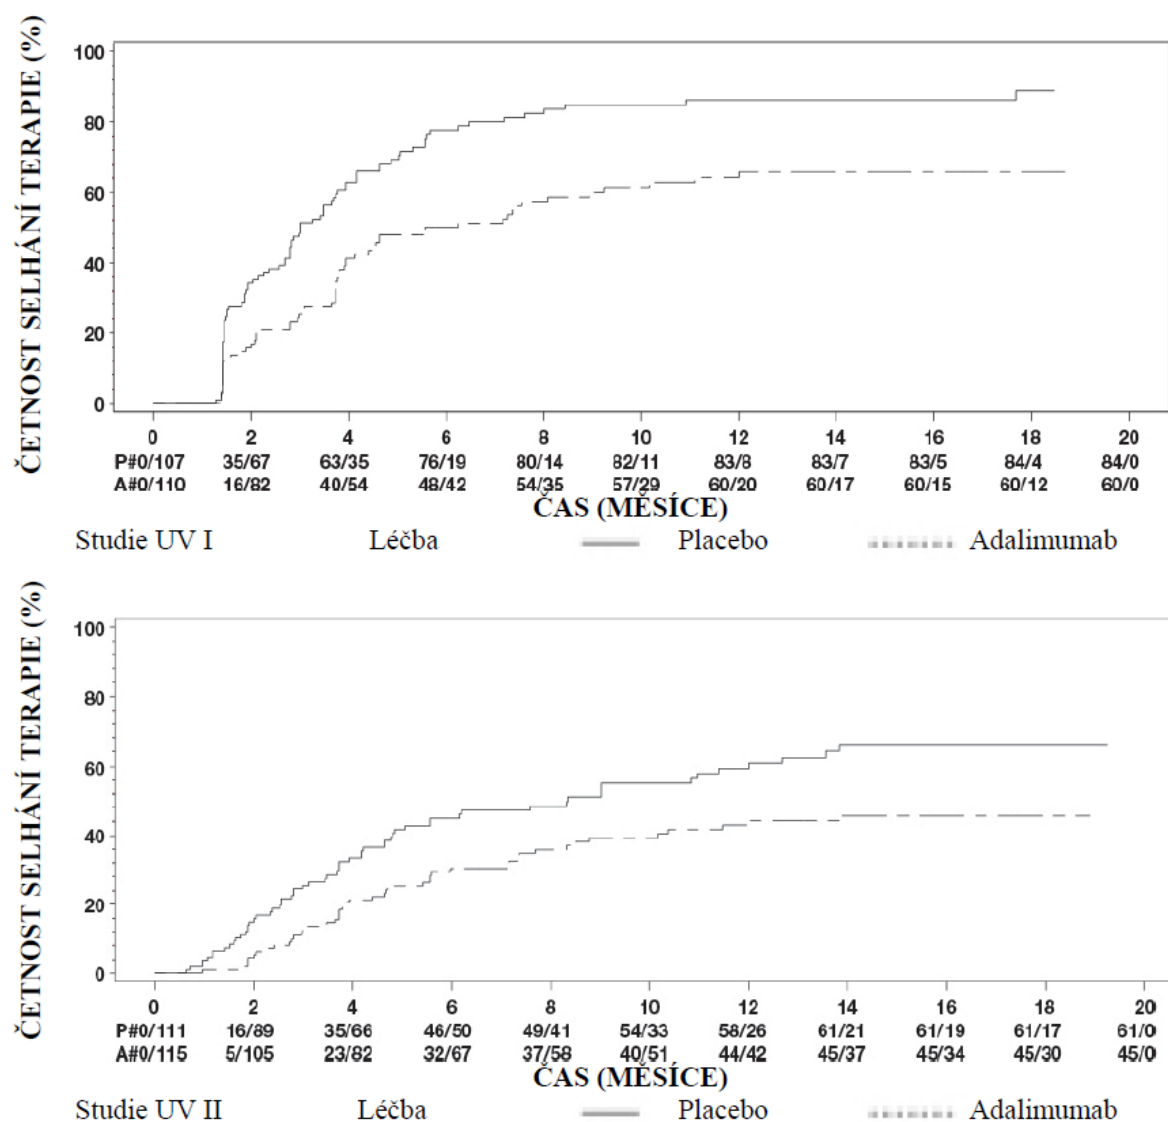 ČETNOST SELHÁNÍ TERAPIE (%)
100
80
60
40
20
0
0 2 4 6 8 10 12 14 16 18 20
P#0/107 35/67 63/35 76/19 80/14 82/11 83/8 83/7 83/5 84/4 84/0
A#0/110 16/82 40/54 48/42 54/35 57/29 60/20 60/17 60/15 60/12 60/0
ČAS (MĚSÍCE)
Studie UV I Léčba Placebo Adalimumab
ČETNOST SELHÁNÍ TERAPIE (%)
100
80
60
40
20
0
0 2 4 6 8 10 12 14 16 18 20
P#0/111 16/89 35/66 46/50 49/41 54/33 58/26 61/21 61/19 61/17 61/0
A#0/115 5/105 23/82 32/67 37/58 40/51 44/42 45/37 45/34 45/30 45/0
ČAS (MĚSÍCE)
Studie UV II Léčba Placebo Adalimumab